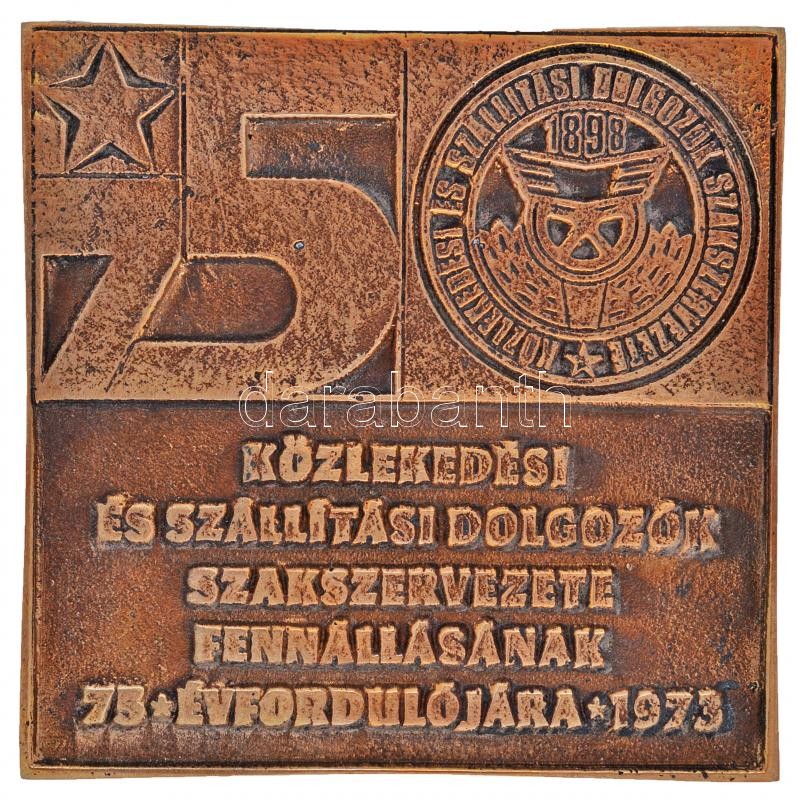 75
KÖZLEKEDÉSI ÉS SZÁLLÍTÁSI DOLGOZÓK SZAKSZERVEZETE
1898
darabanth
KÖZLEKEDÉSI
ÉS SZÁLLÍTÁSI DOLGOZÓK
SZAKSZERVEZETE
FENNÁLLÁSÁNAK
75★ÉVFORDULÓJÁRA★1973